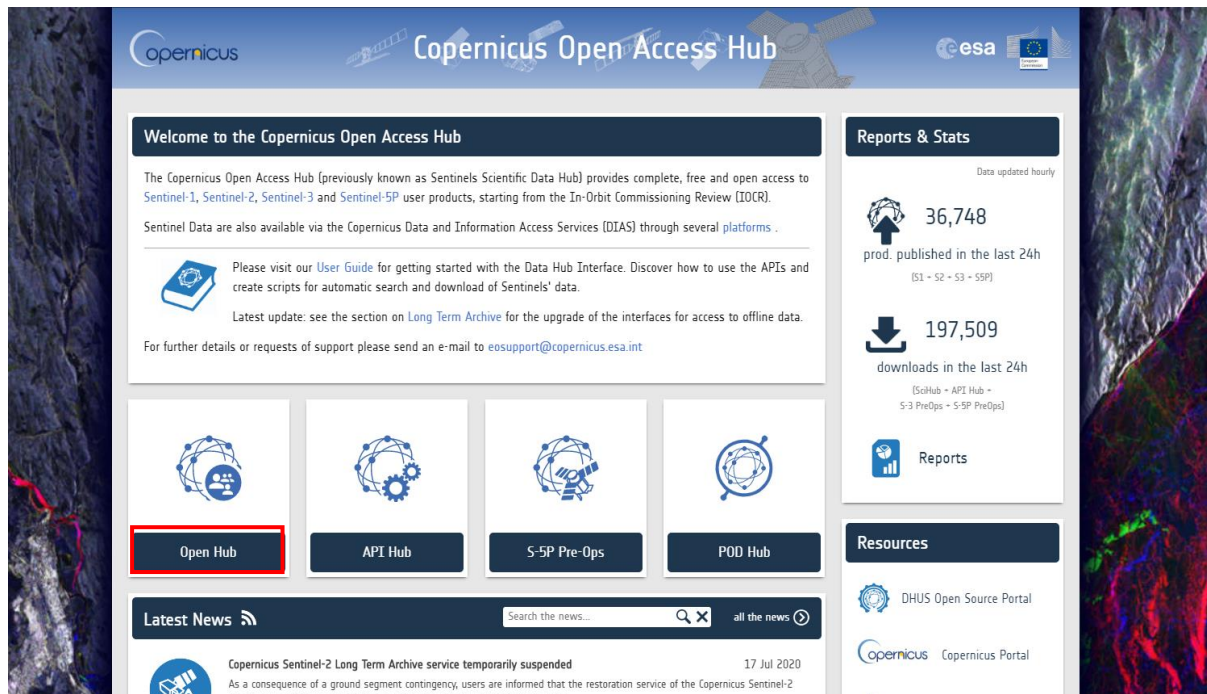 opernicus
Copernicus Open Access Hub
esa
European
Commission
Welcome to the Copernicus Open Access Hub
The Copernicus Open Access Hub (previously known as Sentinels Scientific Data Hub) provides complete, free and open access to
Sentinel-1, Sentinel-2, Sentinel-3 and Sentinel-5P user products, starting from the In-Orbit Commissioning Review (IOCR).
Sentinel Data are also available via the Copernicus Data and Information Access Services (DIAS) through several platforms .
Please visit our User Guide for getting started with the Data Hub Interface. Discover how to use the APIs and
create scripts for automatic search and download of Sentinels' data.
Latest update: see the section on Long Term Archive for the upgrade of the interfaces for access to offline data.
For further details or requests of support please send an e-mail to eosupport@copernicus.esa.int
Open Hub
API Hub
S-5P Pre-Ops
POD Hub
Latest News
Search the news...
all the news
Copernicus Sentinel-2 Long Term Archive service temporarily suspended
17 Jul 2020
As a consequence of a ground segment contingency, users are informed that the restoration service of the Copernicus Sentinel-2
Reports & Stats
Data updated hourly
36,748
prod. published in the last 24h
(S1 - S2 - S3 - S5P)
197,509
downloads in the last 24h
(SciHub - API Hub -
S-3 PreOps - S-5P PreOps)
Reports
Resources
DHUS Open Source Portal
opernicus Copernicus Portal